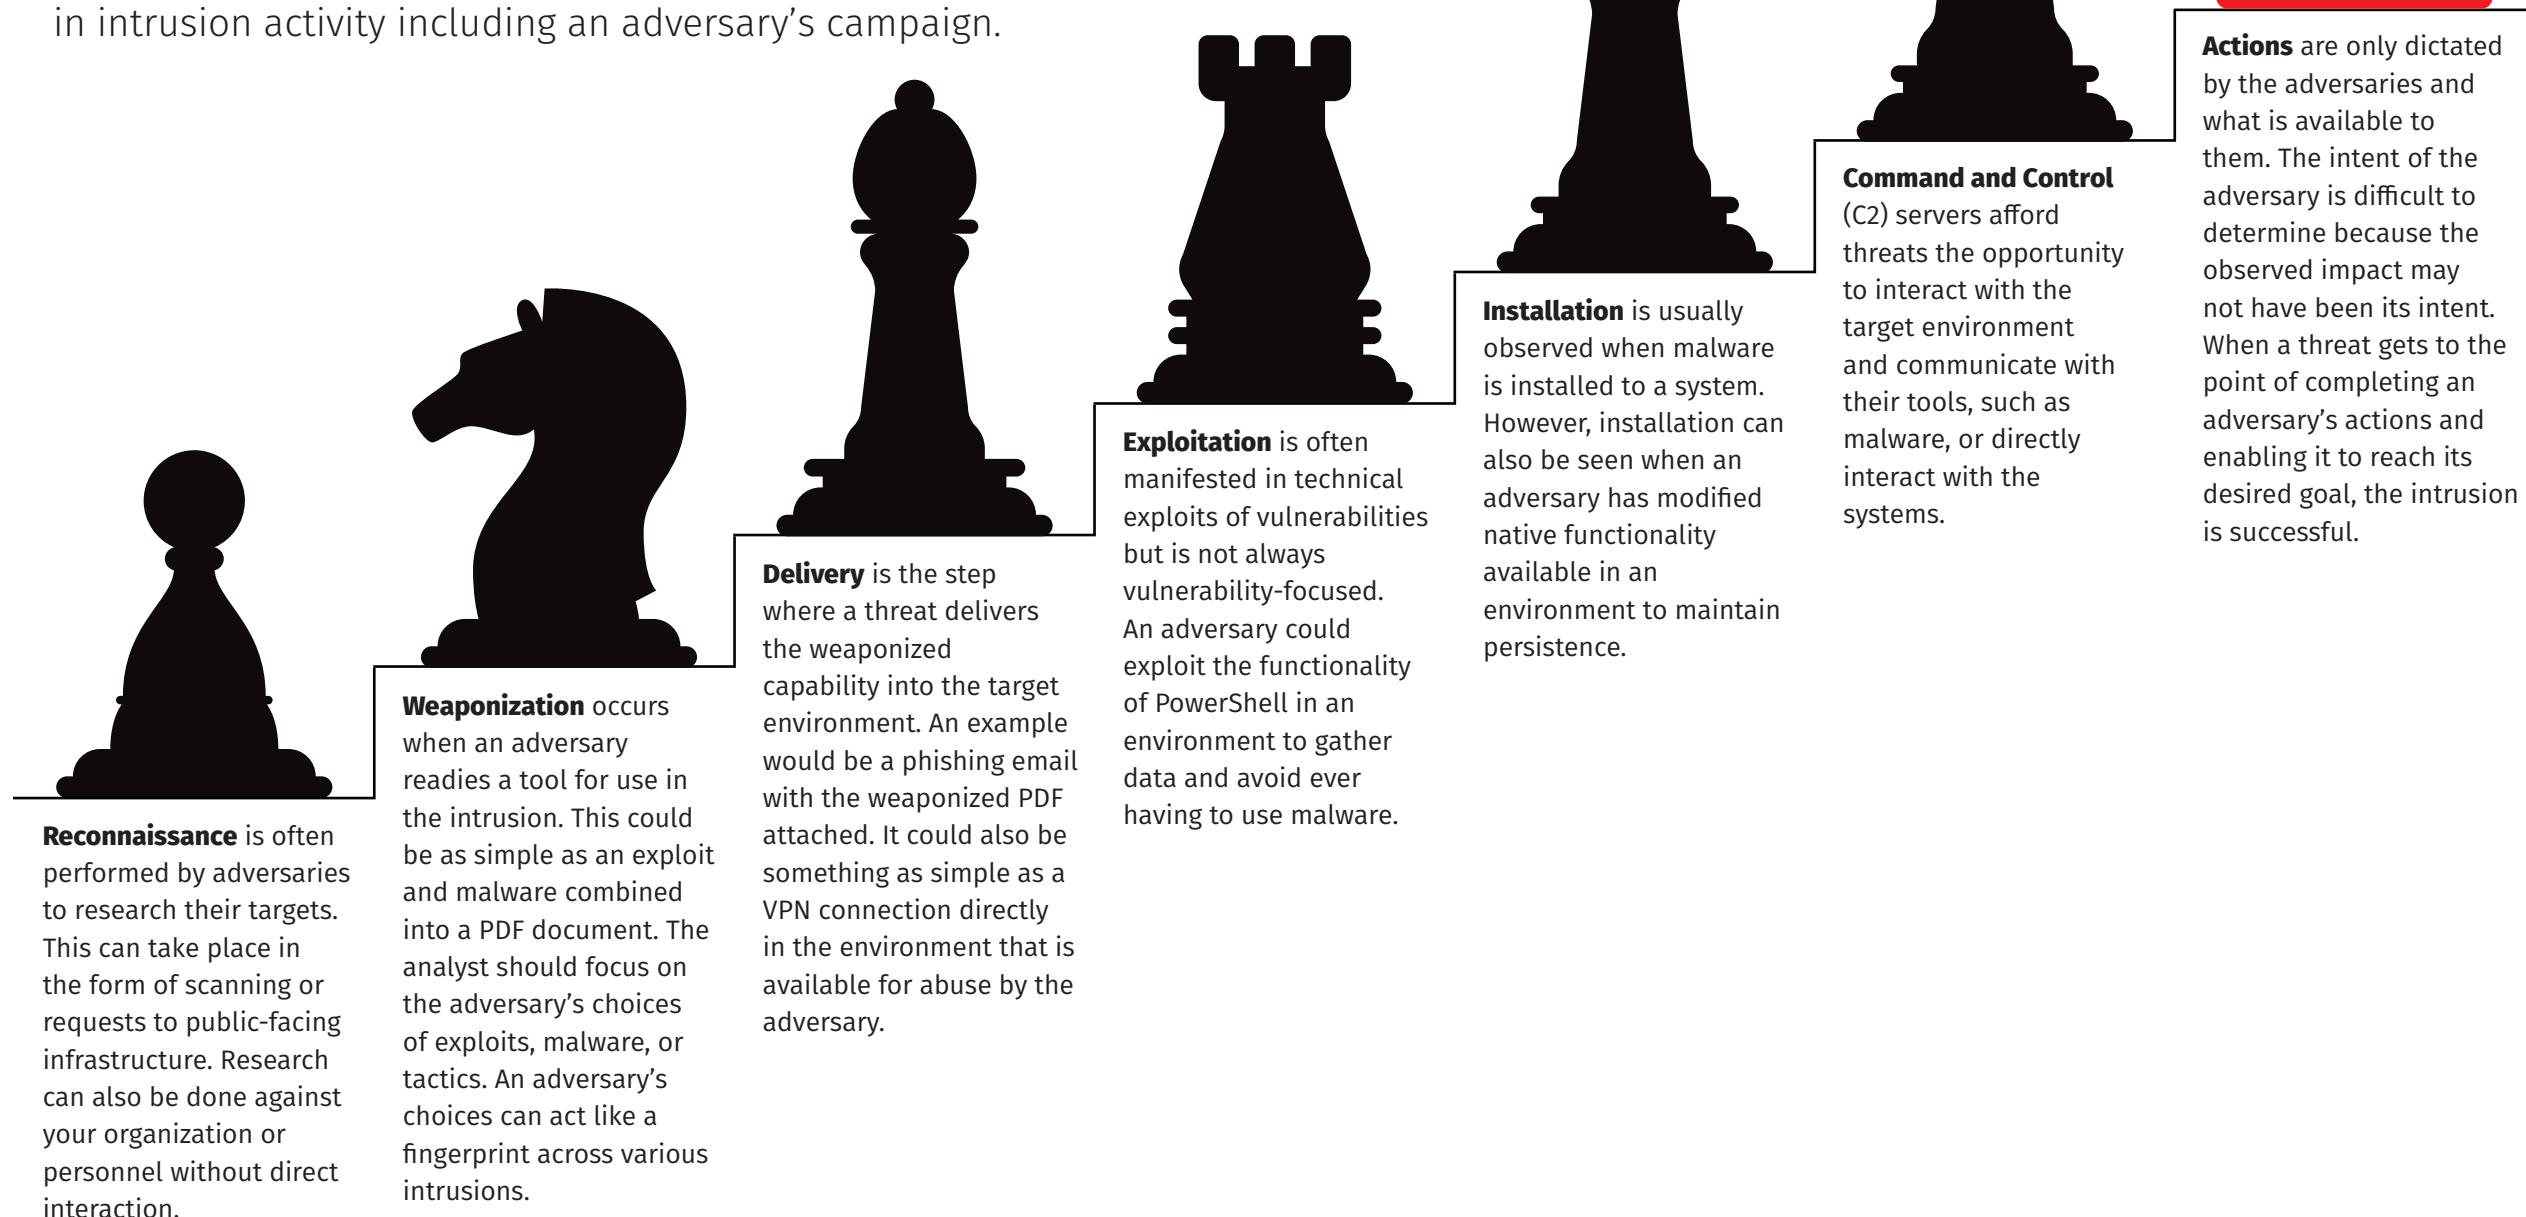 in intrusion activity including an adversary’s campaign.
Reconnaissance is often
performed by adversaries
to research their targets.
This can take place in
the form of scanning or
requests to public-facing
infrastructure. Research
can also be done against
your organization or
personnel without direct
interaction.
Weaponization occurs
when an adversary
readies a tool for use in
the intrusion. This could
be as simple as an exploit
and malware combined
into a PDF document. The
analyst should focus on
the adversary’s choices
of exploits, malware, or
tactics. An adversary’s
choices can act like a
fingerprint across various
intrusions.
Delivery is the step
where a threat delivers
the weaponized
capability into the target
environment. An example
would be a phishing email
with the weaponized PDF
attached. It could also be
something as simple as a
VPN connection directly
in the environment that is
available for abuse by the
adversary.
Exploitation is often
manifested in technical
exploits of vulnerabilities
but is not always
vulnerability-focused.
An adversary could
exploit the functionality
of PowerShell in an
environment to gather
data and avoid ever
having to use malware.
Installation is usually
observed when malware
is installed to a system.
However, installation can
also be seen when an
adversary has modified
native functionality
available in an
environment to maintain
persistence.
Command and Control
(C2) servers afford
threats the opportunity
to interact with the
target environment
and communicate with
their tools, such as
malware, or directly
interact with the
systems.
Actions are only dictated
by the adversaries and
what is available to
them. The intent of the
adversary is difficult to
determine because the
observed impact may
not have been its intent.
When a threat gets to the
point of completing an
adversary’s actions and
enabling it to reach its
desired goal, the intrusion
is successful.